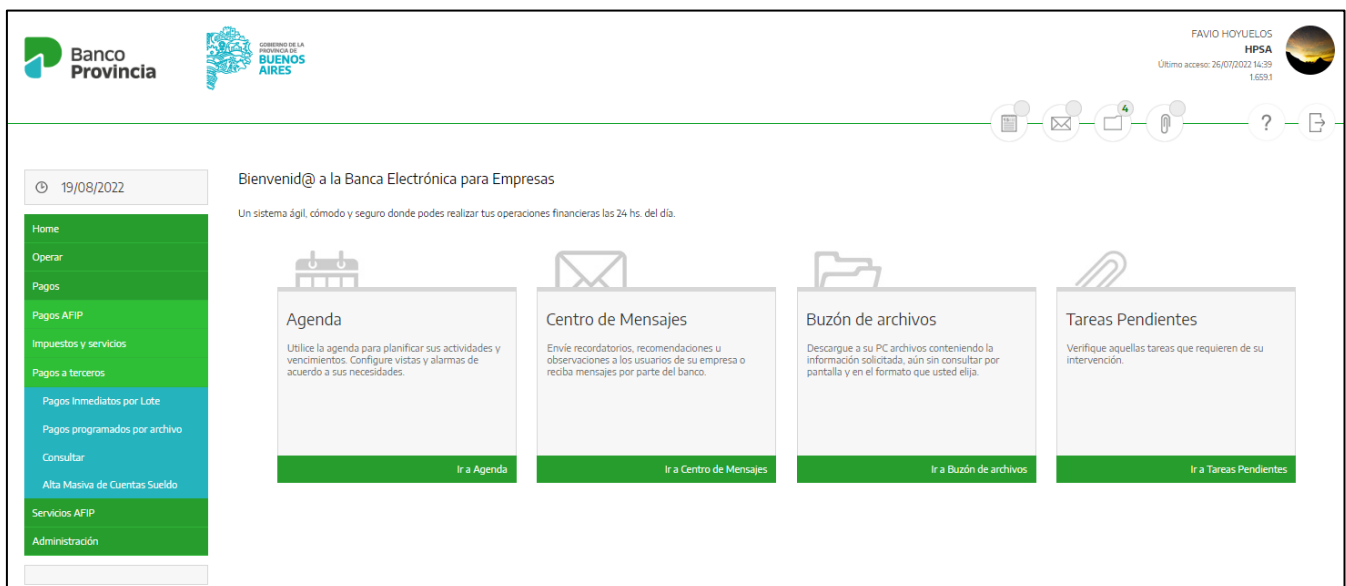 Banco
Provincia
GOBIERNO DE LA
PROVINCIA DE
BUENOS
AIRES
FAVIO HOYUELOS
HPSA
Último acceso: 26/07/2022 14:39
1.659.1
4
?
19/08/2022
Home
Operar
Pagos
Pagos AFIP
Impuestos y servicios
Pagos a terceros
Pagos Inmediatos por Lote
Pagos programados por archivo
Consultar
Alta Masiva de Cuentas Sueldo
Servicios AFIP
Administración
Bienvenid@ a la Banca Electrónica para Empresas
Un sistema ágil, cómodo y seguro donde podes realizar tus operaciones financieras las 24 hs. del día.
Agenda
Utilice la agenda para planificar sus actividades y
vencimientos. Configure vistas y alarmas de
acuerdo a sus necesidades.
Ir a Agenda
Centro de Mensajes
Envíe recordatorios, recomendaciones u
observaciones a los usuarios de su empresa o
reciba mensajes por parte del banco.
Ir a Centro de Mensajes
Buzón de archivos
Descargue a su PC archivos conteniendo la
información solicitada, aún sin consultar por
pantalla y en el formato que usted elija.
Ir a Buzón de archivos
Tareas Pendientes
Verifique aquellas tareas que requieren de su
intervención.
Ir a Tareas Pendientes